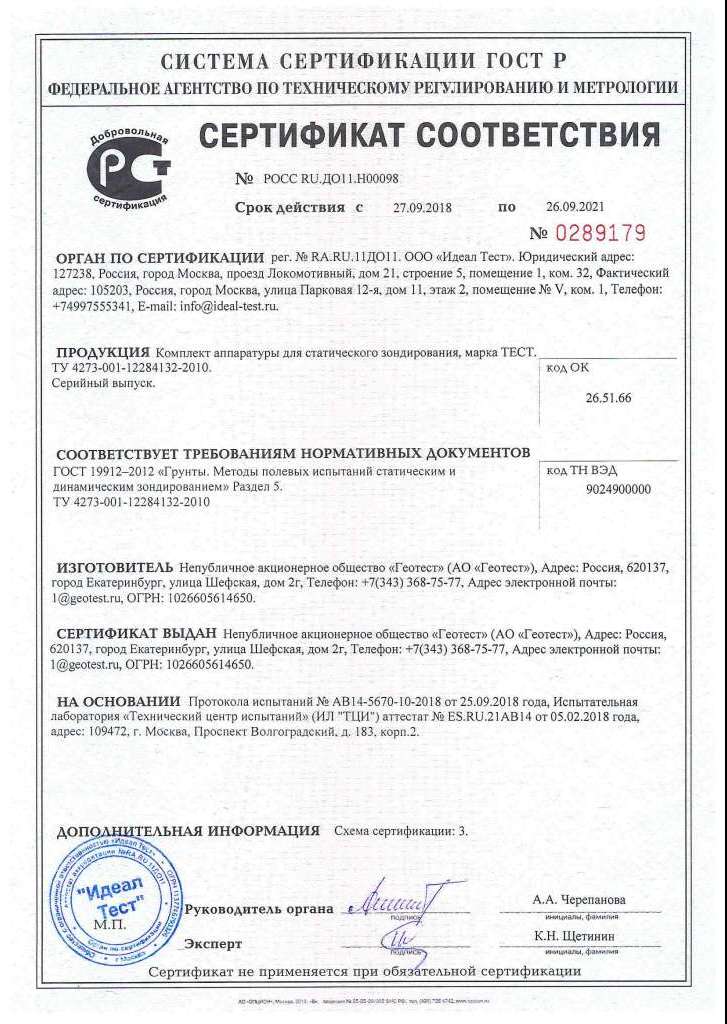 СИСТЕМА СЕРТИФИКАЦИИ ГОСТ Р
ФЕДЕРАЛЬНОЕ АГЕНТСТВО ПО ТЕХНИЧЕСКОМУ РЕГУЛИРОВАНИЮ И МЕТРОЛОГИИ
Добровольная
РСТ
сертификация
СЕРТИФИКАТ СООТВЕТСТВИЯ
№ РОСС RU.ДО11.Н00098
Срок действия с 27.09.2018 по 26.09.2021
№ 0289179
ОРГАН ПО СЕРТИФИКАЦИИ рег. № RA.RU.11ДО11. ООО «Идеал Тест». Юридический адрес:
127238, Россия, город Москва, проезд Локомотивный, дом 21, строение 5, помещение 1, ком. 32, Фактический
адрес: 105203, Россия, город Москва, улица Парковая 12-я, дом 11, этаж 2, помещение № V, ком. 1, Телефон:
+74997555341, E-mail: info@ideal-test.ru.
ПРОДУКЦИЯ Комплект аппаратуры для статического зондирования, марка ТЕСТ.
ТУ 4273-001-12284132-2010.
Серийный выпуск.
код ОК
26,51.66
СООТВЕТСТВУЕТ ТРЕБОВАНИЯМ НОРМАТИВНЫХ ДОКУМЕНТОВ
ГОСТ 19912–2012 «Грунты. Методы полевых испытаний статическим и
динамическим зондированием» Раздел 5.
ТУ 4273-001-12284132-2010
код ТН ВЭД
9024900000
ИЗГОТОВИТЕЛЬ Непубличное акционерное общество «Геотест» (АО «Геотест»), Адрес: Россия, 620137,
город Екатеринбург, улица Шефская, дом 2г, Телефон: +7(343) 368-75-77, Адрес электронной почты:
1@geotest.ru, ОГРН: 1026605614650.
СЕРТИФИКАТ ВЫДАН Непубличное акционерное общество «Геотест» (АО «Геотест»), Адрес: Россия,
620137, город Екатеринбург, улица Шефская, дом 2г, Телефон: +7(343) 368-75-77, Адрес электронной почты:
1@geotest.ru, ОГРН: 1026605614650.
НА ОСНОВАНИИ Протокола испытаний № АВ14-5670-10-2018 от 25.09.2018 года, Испытательная
лаборатория «Технический центр испытаний» (ИЛ "ТЦИ") аттестат № ES.RU.21АВ14 от 05.02.2018 года,
адрес: 109472, г. Москва, Проспект Волгоградский, д. 183, корп.2.
ДОПОЛНИТЕЛЬНАЯ ИНФОРМАЦИЯ Схема сертификации: 3.
"Идеал
Тест"
М.П.
Орган по сертификации
г.Москва
Руководитель органа
подпись
А.А. Черепанова
инициалы, фамилия
Эксперт
подпись
К.Н. Щетинин
инициалы, фамилия
Сертификат не применяется при обязательной сертификации